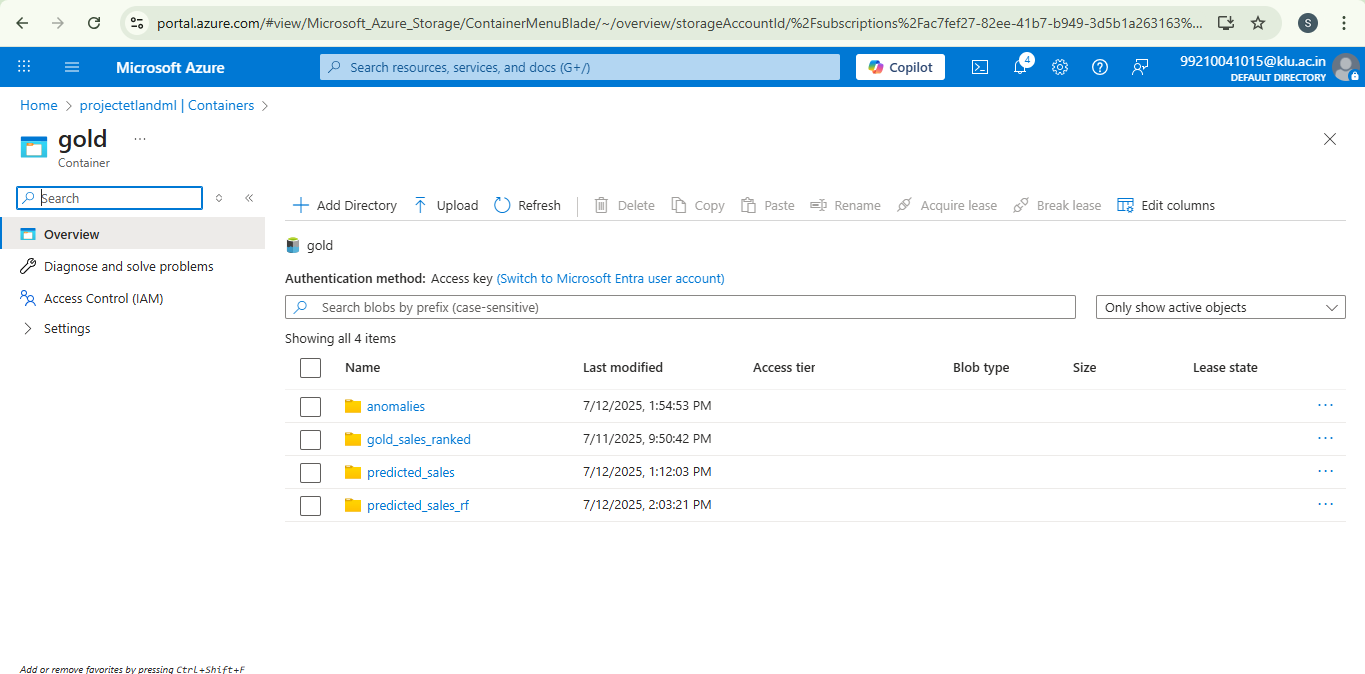 portal.azure.com/#view/Microsoft_Azure_Storage/ContainerMenuBlade/~/overview/storageAccountId/%2Fsubscriptions%2Fac7fef27-82ee-41b7-b949-3d5b1a263163%...
S
Microsoft Azure
Search resources, services, and docs (G+/)
Copilot
4
99210041015@klu.ac.in
DEFAULT DIRECTORY
Home > projectetlandml | Containers >
gold ...
Container
Search
Overview
Diagnose and solve problems
Access Control (IAM)
Settings
Add Directory Upload Refresh Delete Copy Paste Rename Acquire lease Break lease Edit columns
gold
Authentication method: Access key (Switch to Microsoft Entra user account)
Search blobs by prefix (case-sensitive)
Only show active objects
Showing all 4 items
Name Last modified Access tier Blob type Size Lease state
anomalies 7/12/2025, 1:54:53 PM ...
gold_sales_ranked 7/11/2025, 9:50:42 PM ...
predicted_sales 7/12/2025, 1:12:03 PM ...
predicted_sales_rf 7/12/2025, 2:03:21 PM ...
Add or remove favorites by pressing Ctrl+Shift+F